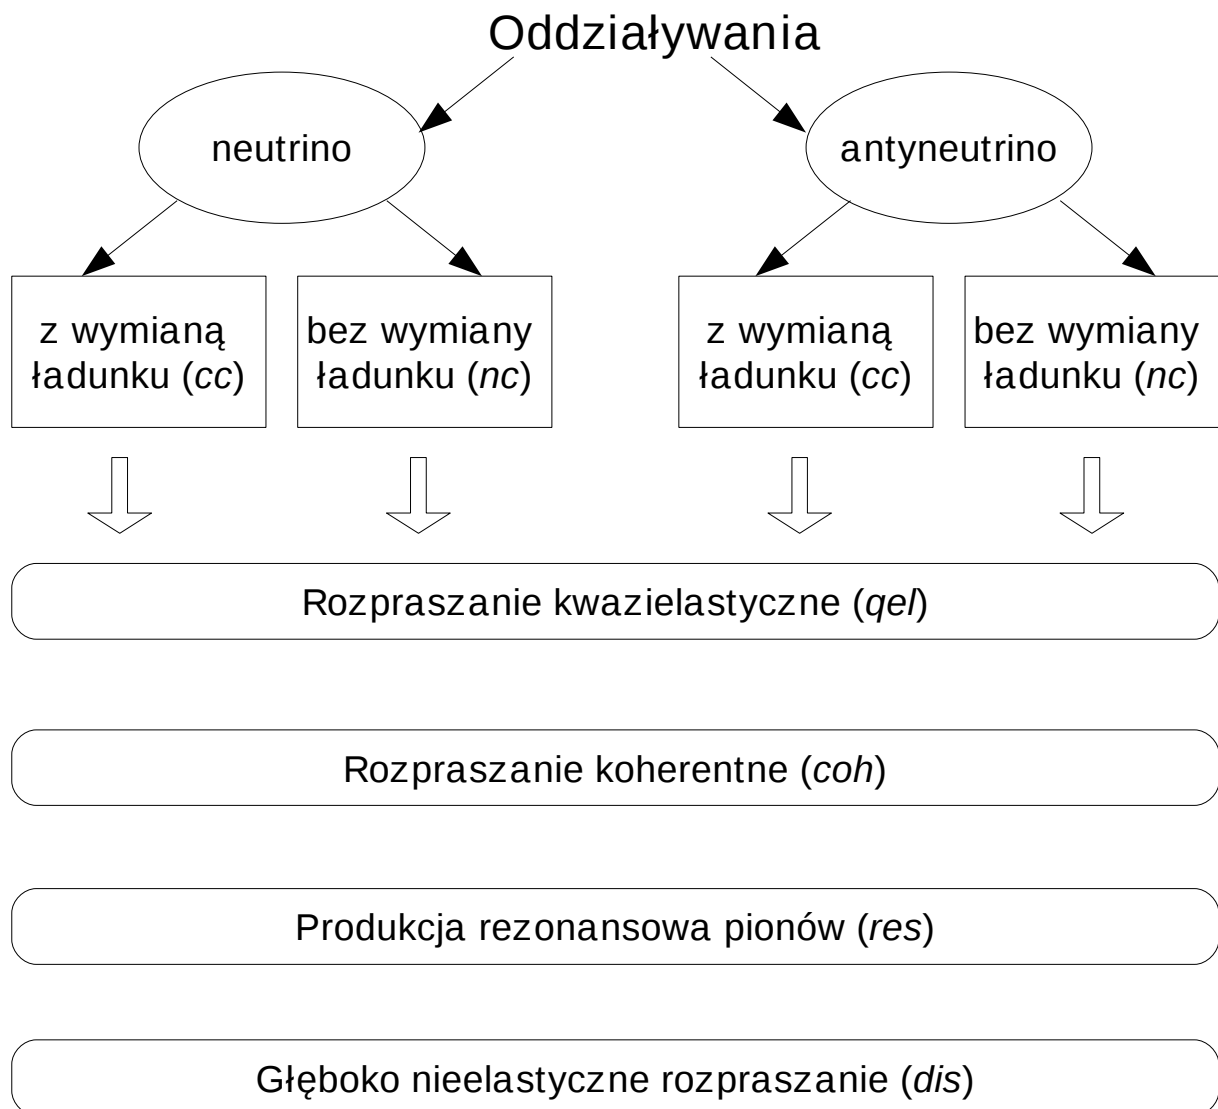 Oddziaływania
neutrino
antyneutrino
z wymianą
ładunku (cc)
bez wymiany
ładunku (nc)
z wymianą
ładunku (cc)
bez wymiany
ładunku (nc)
Rozpraszanie kwazielastyczne (qel)
Rozpraszanie koherentne (coh)
Produkcja rezonansowa pionów (res)
Głęboko nieelastyczne rozpraszanie (dis)